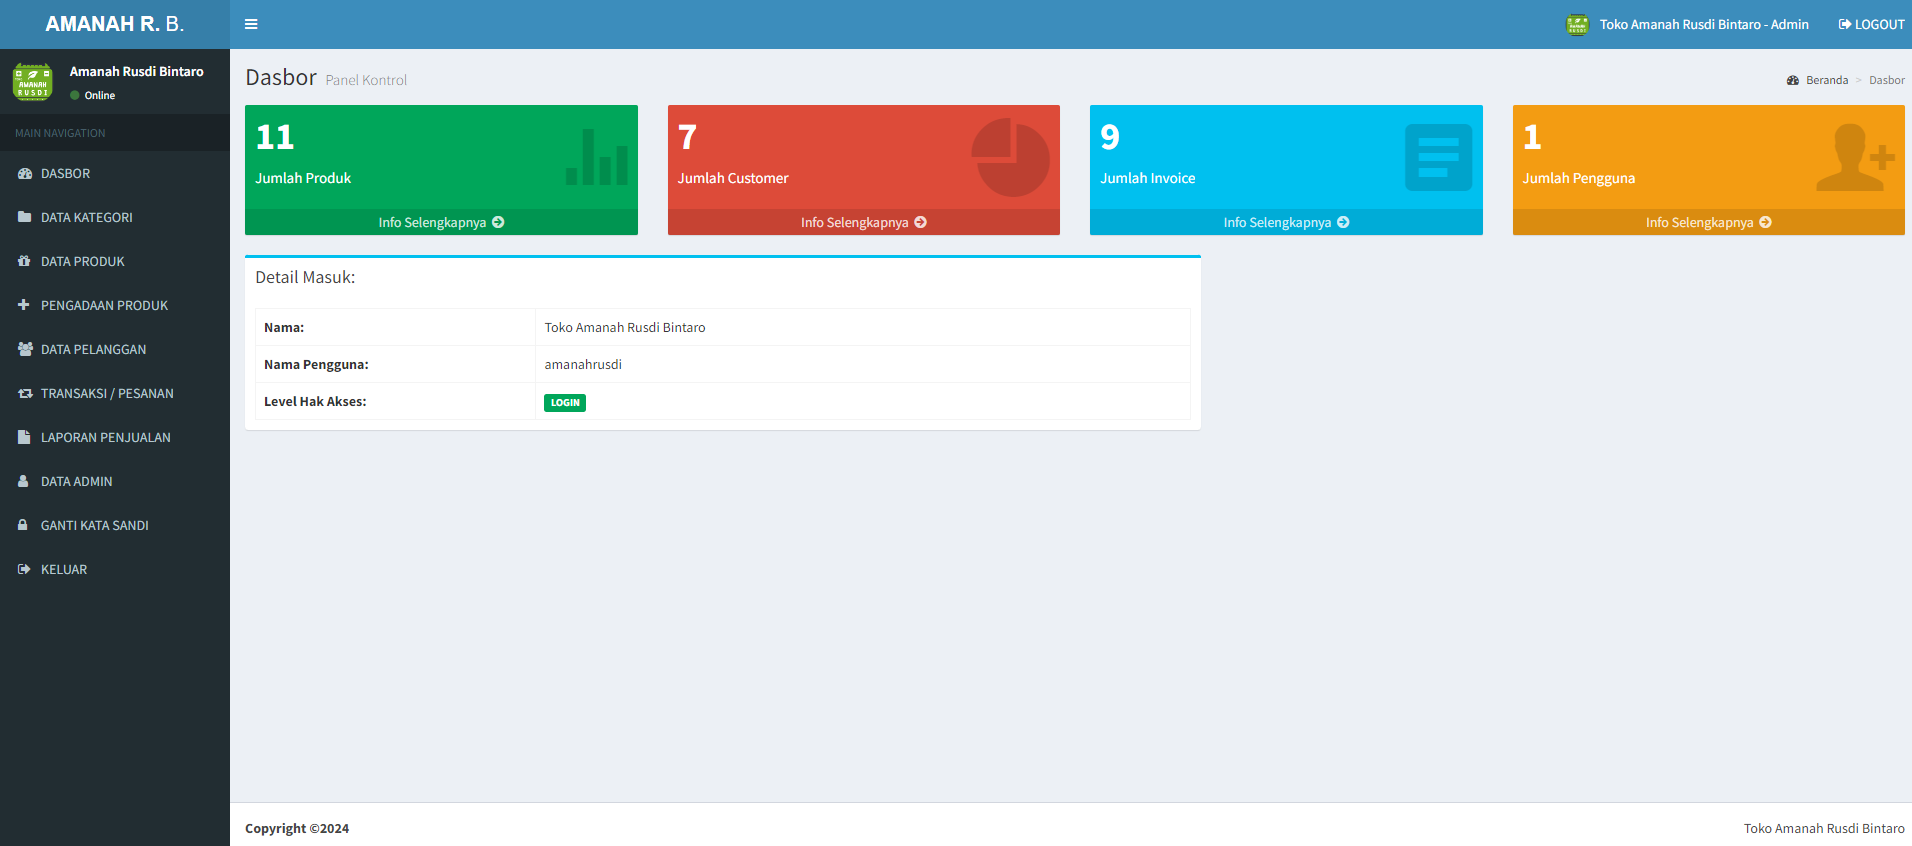 AMANAH R. B.
Toko Amanah Rusdi Bintaro - Admin
LOGOUT
AMANAH
RUSDI
Amanah Rusdi Bintaro
Online
MAIN NAVIGATION
DASBOR
DATA KATEGORI
DATA PRODUK
PENGADAAN PRODUK
DATA PELANGGAN
TRANSAKSI / PESANAN
LAPORAN PENJUALAN
DATA ADMIN
GANTI KATA SANDI
KELUAR
Dasbor Panel Kontrol
Beranda > Dasbor
11
Jumlah Produk
Info Selengkapnya
7
Jumlah Customer
Info Selengkapnya
9
Jumlah Invoice
Info Selengkapnya
1
Jumlah Pengguna
Info Selengkapnya
Detail Masuk:
Nama: Toko Amanah Rusdi Bintaro
Nama Pengguna: amanahrusdi
Level Hak Akses: LOGIN
Copyright ©2024
Toko Amanah Rusdi Bintaro